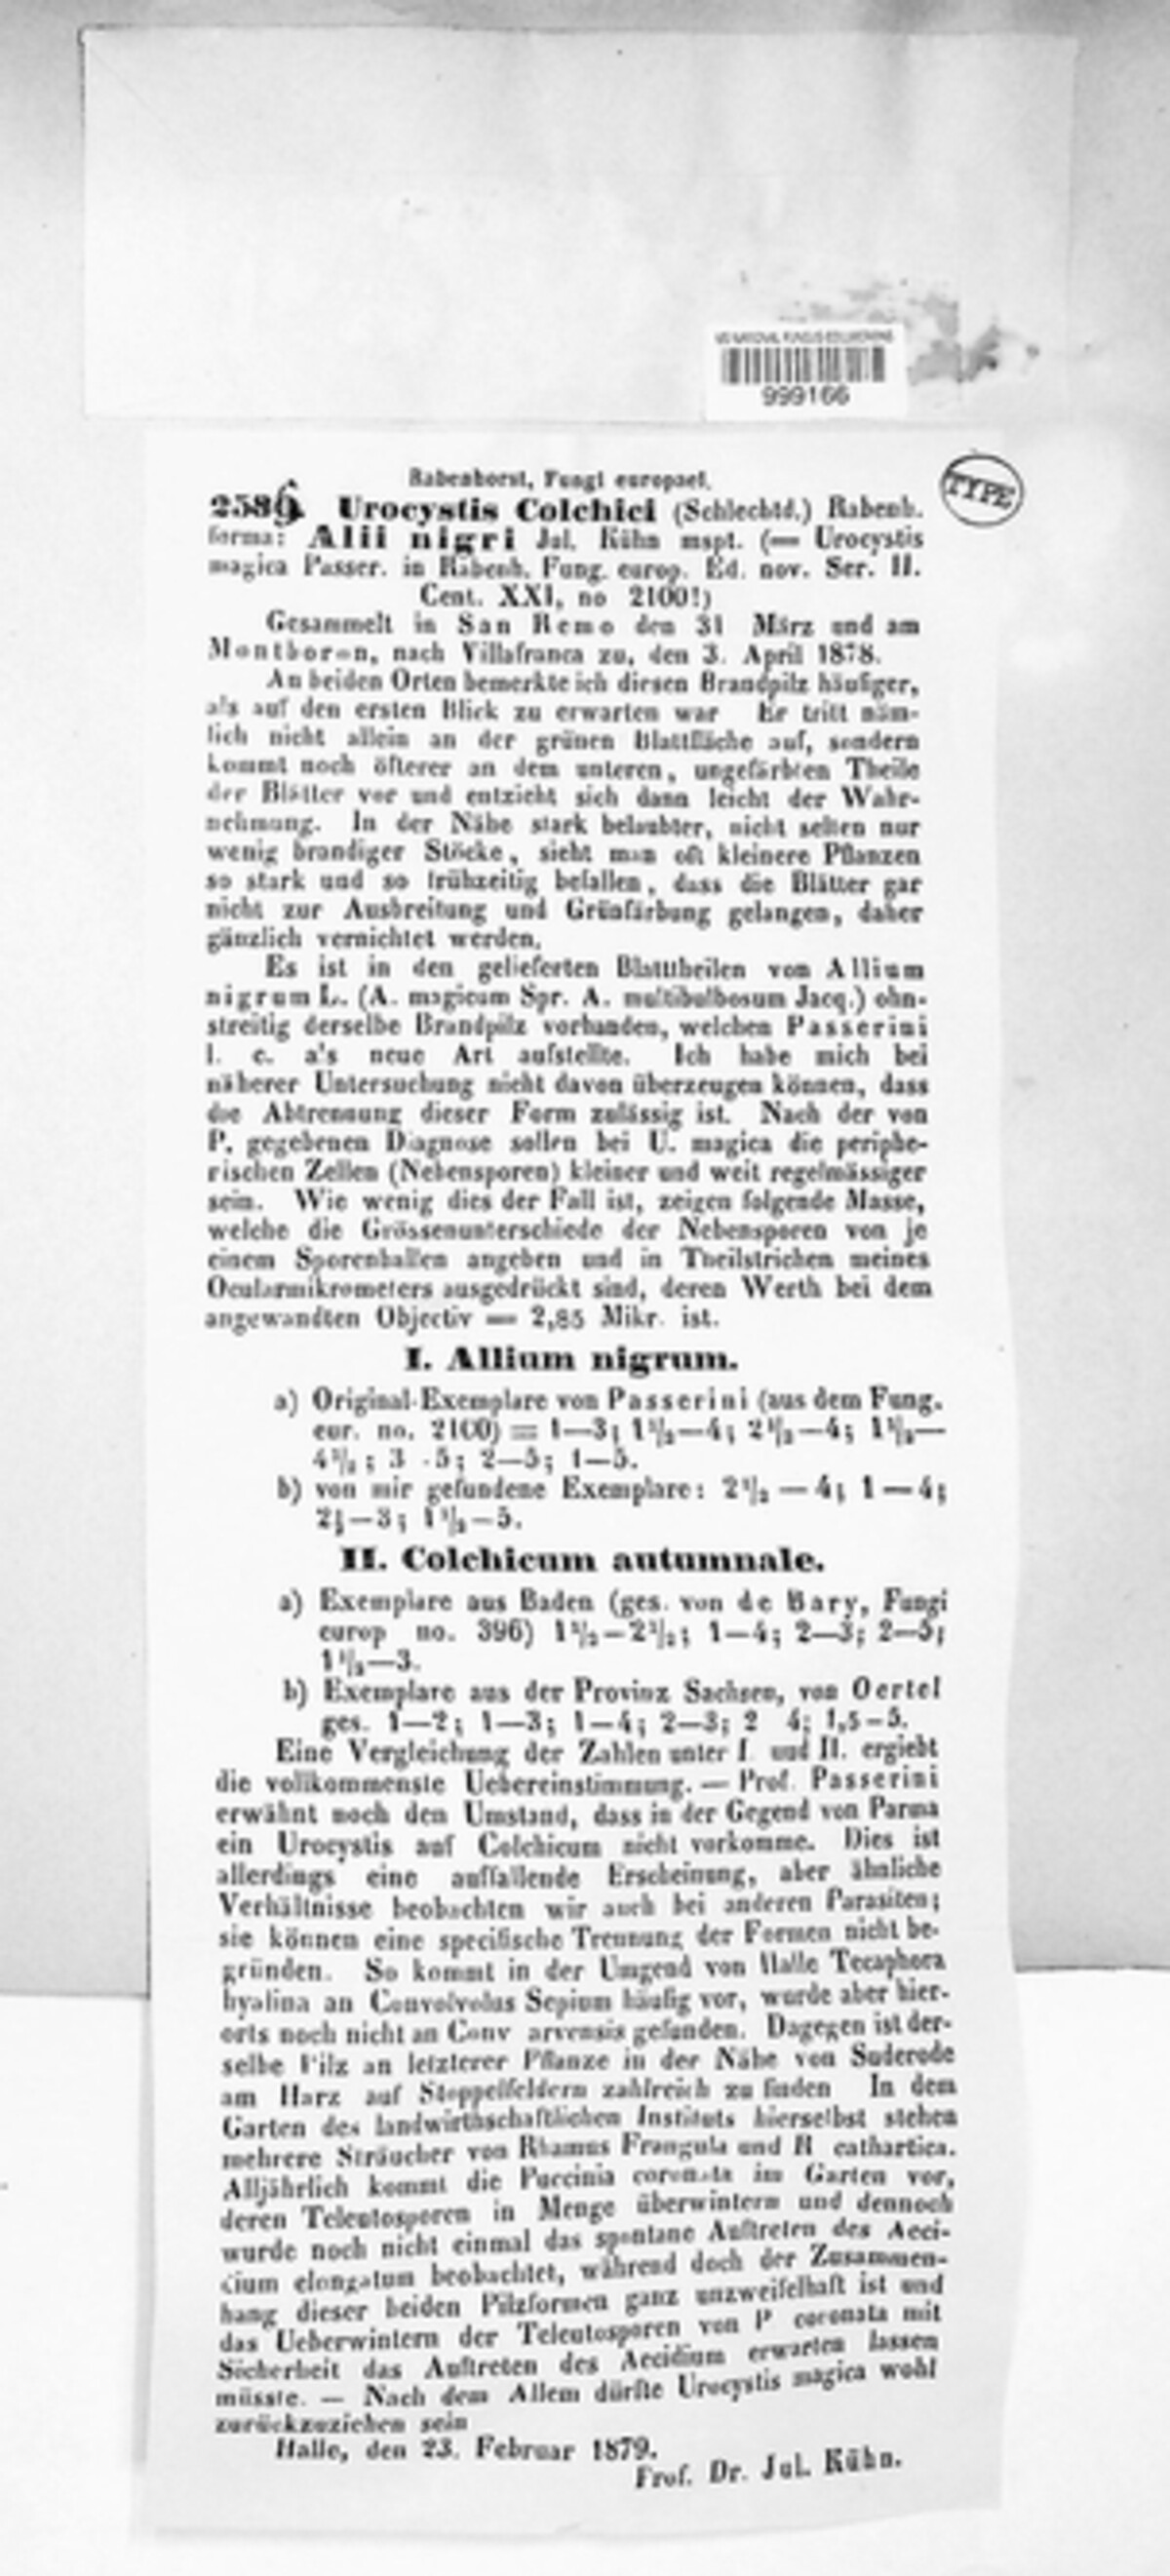 US NATIONAL FUNGUS COLLECTIONS
999166
TYPE
Rabenhorst, Fungi europaei.
2586. Urocystis Colchici (Schlechtd.) Rabenh.
forma: Alii nigri Jul. Kühn mspt. (= Urocystis
magica Passer. in Rabenh. Fung. europ. Ed. nov. Ser. II.
Cent. XXI, no 2100!)
Gesammelt in San Remo den 31 März und am
Montboron, nach Villafranca zu, den 3. April 1878.
An beiden Orten bemerkte ich diesen Brandpilz häufiger,
als auf den ersten Blick zu erwarten war Er tritt näm-
lich nicht allein an der grünen Blattfläche auf, sondern
kommt noch öfterer an dem unteren, ungefärbten Theile
der Blätter vor und entzieht sich dann leicht der Wahr-
nehmung. In der Nähe stark belaubter, nicht selten nur
wenig brandiger Stöcke, sieht man oft kleinere Pflanzen
so stark und so frühzeitig befallen, dass die Blätter gar
nicht zur Ausbreitung und Grünfärbung gelangen, daher
gänzlich vernichtet werden.
Es ist in den gelieferten Blatttheilen von Allium
nigrum L. (A. magicum Spr. A. multibulbosum Jacq.) ohn-
streitig derselbe Brandpilz vorhanden, welchen Passerini
l. c. a's neue Art aufstellte. Ich habe mich bei
näherer Untersuchung nicht davon überzeugen können, dass
die Abtrennung dieser Form zulässig ist. Nach der von
P. gegebenen Diagnose sollen bei U. magica die periphe-
rischen Zellen (Nebensporen) kleiner und weit regelmässiger
sein. Wie wenig dies der Fall ist, zeigen folgende Masse,
welche die Grössenunterschiede der Nebensporen von je
einem Sporenballen angeben und in Theilstrichen meines
Ocularmikrometers ausgedrückt sind, deren Werth bei dem
angewandten Objectiv = 2,85 Mikr. ist.
I. Allium nigrum.
a) Original-Exemplare von Passerini (aus dem Fung.
eur. no. 2100) = 1—3; 1½—4; 2½—4; 1½—
4½; 3 -5; 2—5; 1—5.
b) von mir gefundene Exemplare: 2½ — 4; 1 — 4;
2½—3; 1½—5.
II. Colchicum autumnale.
a) Exemplare aus Baden (ges. von de Bary, Fungi
europ no. 396) 1½—2½; 1—4; 2—3; 2—5;
1½—3.
b) Exemplare aus der Provinz Sachsen, von Oertel
ges. 1—2; 1—3; 1—4; 2—3; 2 4; 1,5—5.
Eine Vergleichung der Zahlen unter I und II. ergiebt
die vollkommenste Uebereinstimmung. — Prof. Passerini
erwähnt noch den Umstand, dass in der Gegend von Parma
ein Urocystis auf Colchicum nicht vorkomme. Dies ist
allerdings eine auffallende Erscheinung, aber ähnliche
Verhältnisse beobachten wir auch bei anderen Parasiten;
sie können eine specifische Trennung der Formen nicht be-
gründen. So kommt in der Umgend von Halle Tecaphora
hyalina an Convolvolus Sepium häufig vor, wurde aber hier-
orts noch nicht an Conv arvensis gefunden. Dagegen ist der-
selbe Pilz an letzterer Pflanze in der Nähe von Suderode
am Harz auf Stoppelfeldern zahlreich zu finden In dem
Garten des landwirthschaftlichen Instituts hierselbst stehen
mehrere Sträucher von Rhamus Frangula und R cathartica.
Alljährlich kommt die Puccinia coronata im Garten vor,
deren Teleutosporen in Menge überwintern und dennoch
wurde noch nicht einmal das spontane Auftreten des Aeci-
dium elongatum beobachtet, während doch der Zusammen-
hang dieser beiden Pilzformen ganz unzweifelhaft ist und
das Ueberwintern der Teleutosporen von P coronata mit
Sicherheit das Auftreten des Aecidium erwarten lassen
müsste. — Nach dem Allem dürfte Urocystis magica wohl
zurückzuziehen sein
Halle, den 23. Februar 1879.
Prof. Dr. Jul. Kühn.